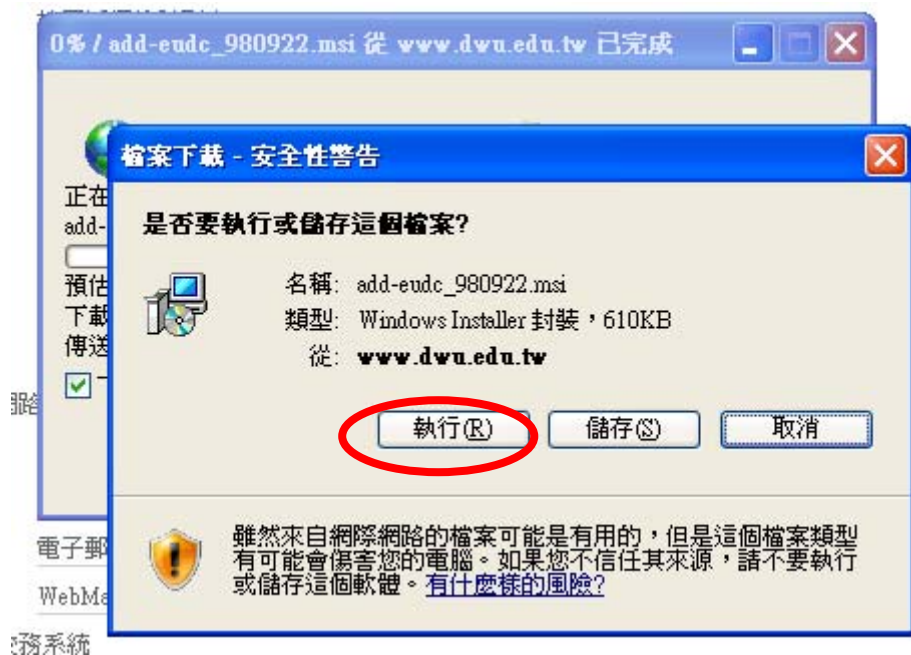 0% / add-eudc_980922.msi 從 www.dwu.edu.tw 已完成
檔案下載 - 安全性警告
正在
add-
預估
下載
傳送
是否要執行或儲存這個檔案?
名稱: add-eudc_980922.msi
類型: Windows Installer 封裝，610KB
從: www.dwu.edu.tw
執行(R) 儲存(S) 取消
雖然來自網際網路的檔案可能是有用的，但是這個檔案類型
有可能會傷害您的電腦。如果您不信任其來源，請不要執行
或儲存這個軟體。有什麼樣的風險?
網路
電子郵
WebMa
務系統